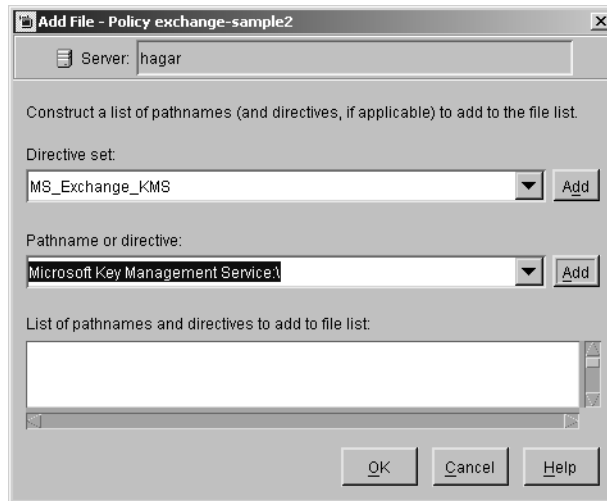 Add File - Policy exchange-sample2
Server: hagar
Construct a list of pathnames (and directives, if applicable) to add to the file list.
Directive set:
MS_Exchange_KMS Add
Pathname or directive:
Microsoft Key Management Service:\ Add
List of pathnames and directives to add to file list:
OK Cancel Help